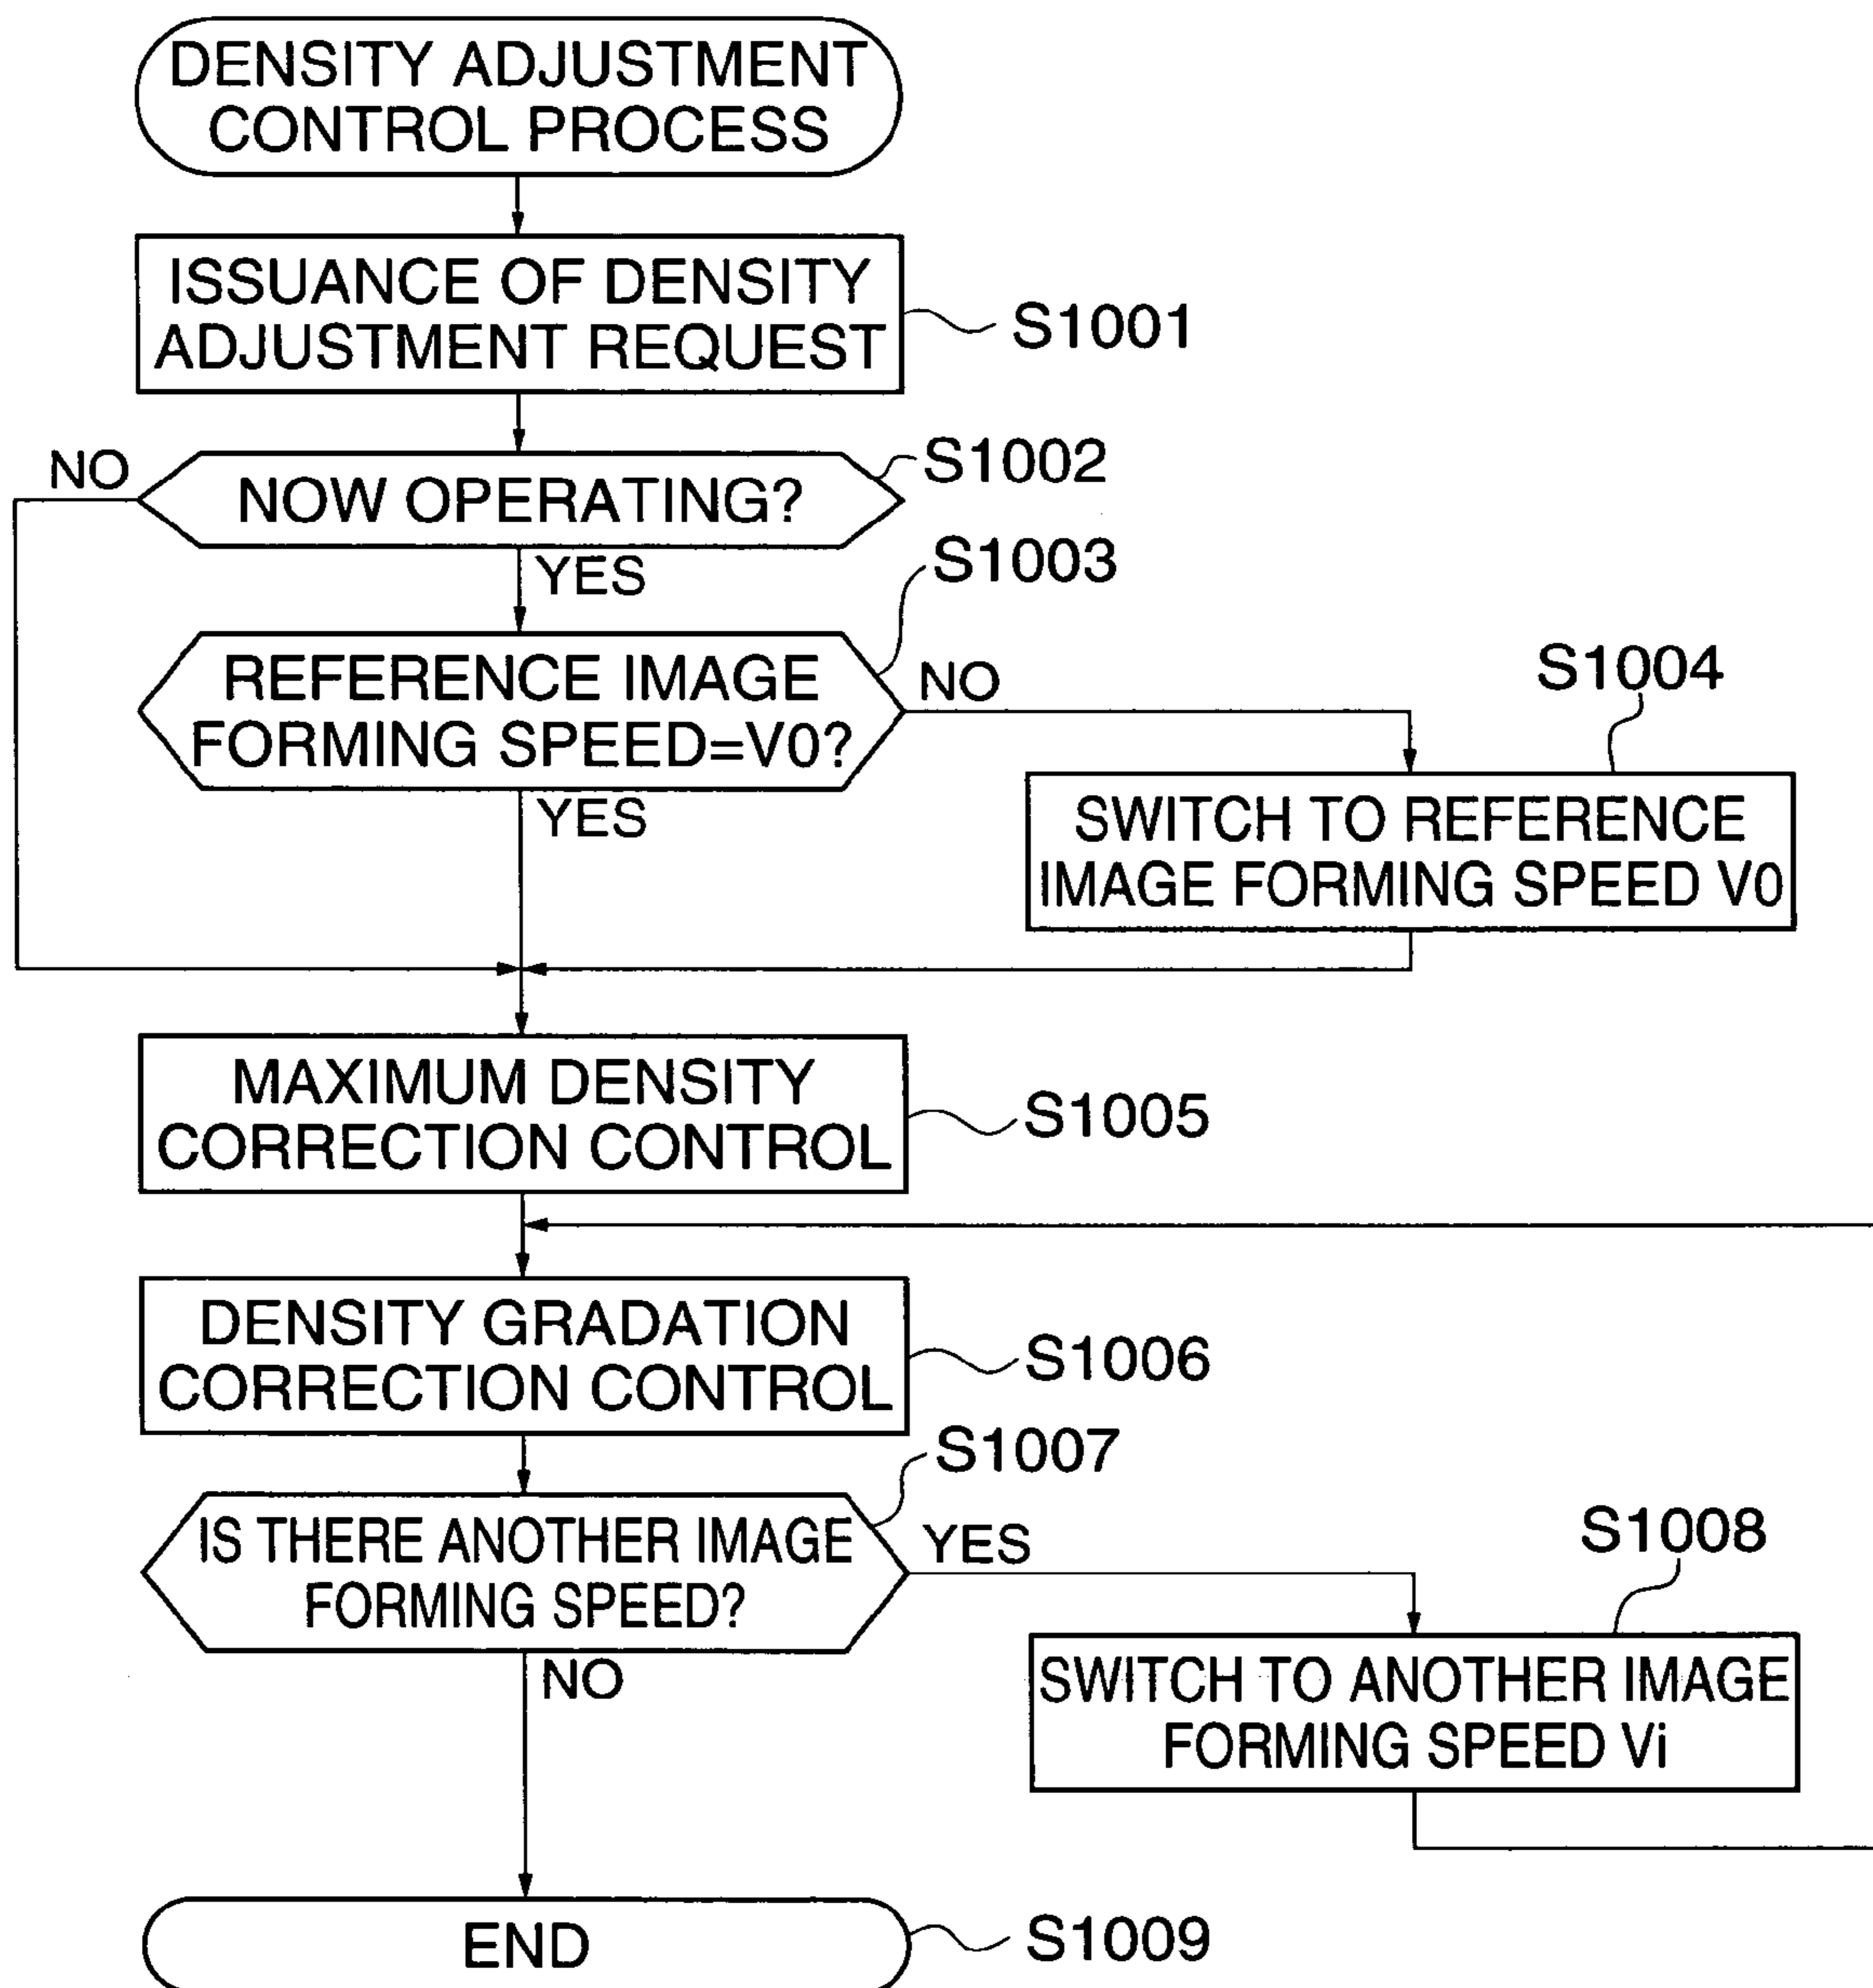 DENSITY ADJUSTMENT
CONTROL PROCESS
ISSUANCE OF DENSITY
ADJUSTMENT REQUEST
S1001
NO
NOW OPERATING?
S1002
YES
S1003
REFERENCE IMAGE
FORMING SPEED=V0?
NO
YES
S1004
SWITCH TO REFERENCE
IMAGE FORMING SPEED V0
MAXIMUM DENSITY
CORRECTION CONTROL
S1005
DENSITY GRADATION
CORRECTION CONTROL
S1006
S1007
IS THERE ANOTHER IMAGE
FORMING SPEED?
YES
NO
S1008
SWITCH TO ANOTHER IMAGE
FORMING SPEED Vi
END
S1009